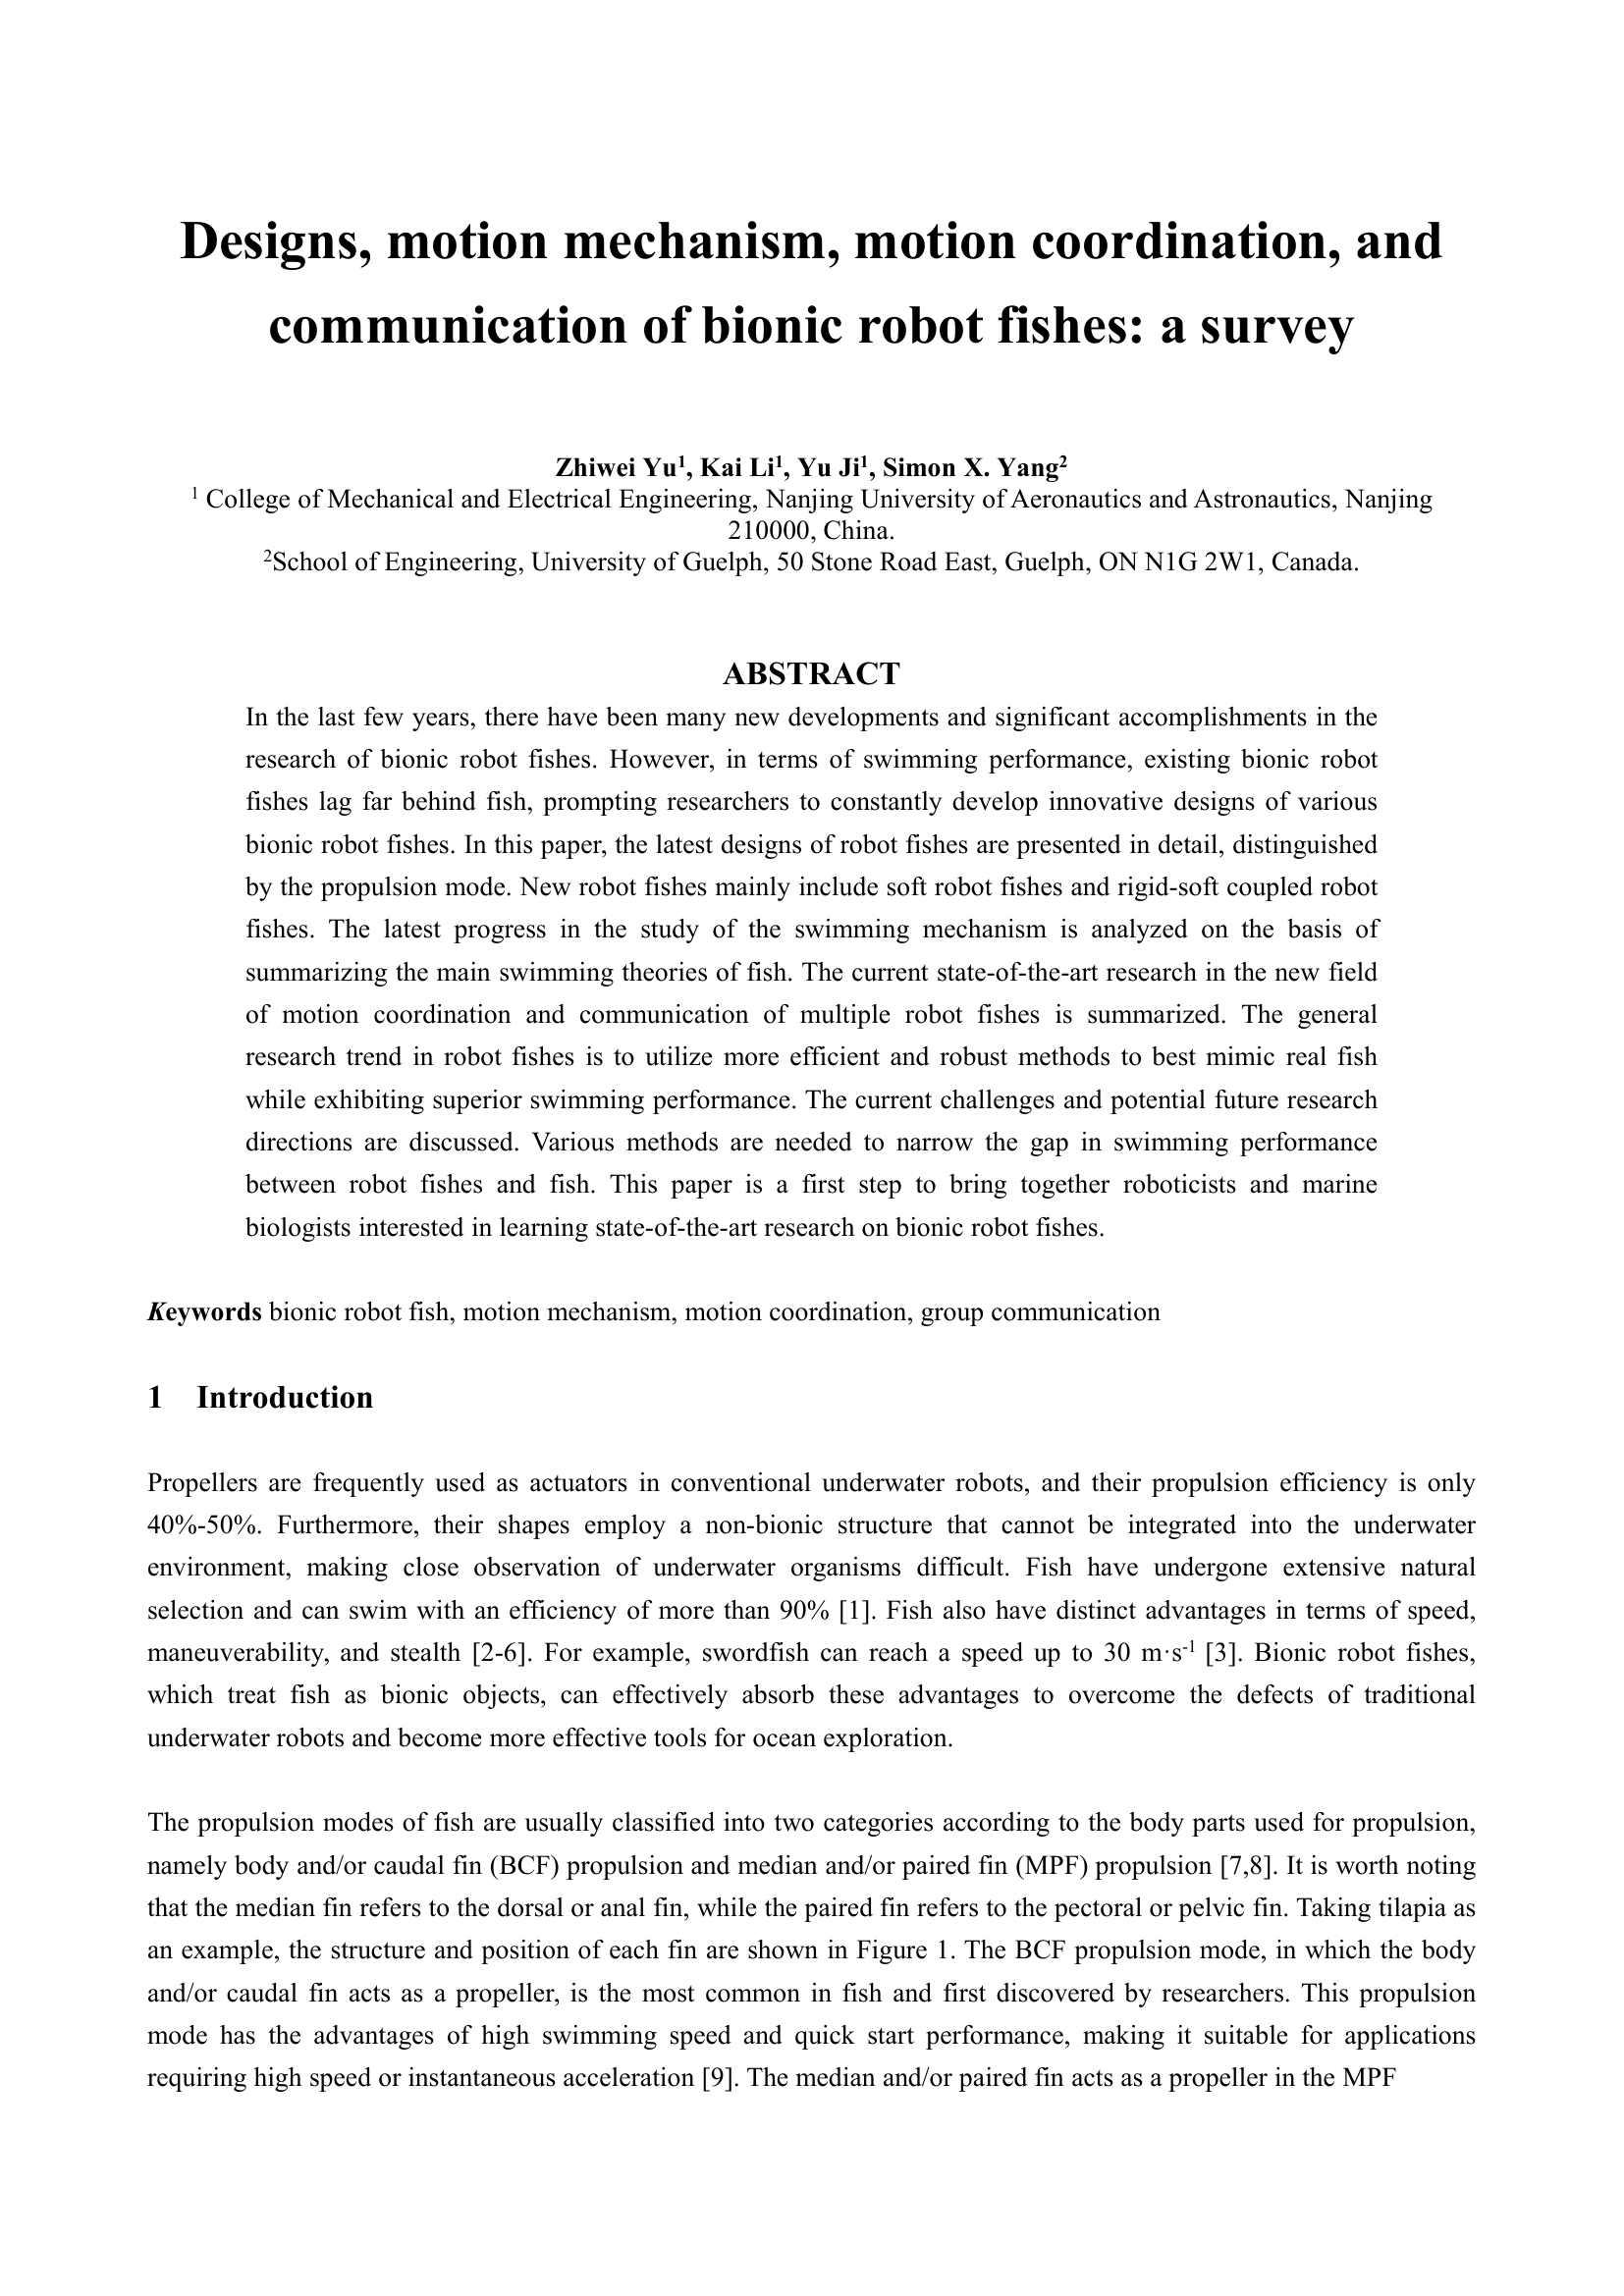 Designs, motion mechanism, motion coordination, and
communication of bionic robot fishes: a survey
Zhiwei Yu1, Kai Li1, Yu Ji1, Simon X. Yang2
1 College of Mechanical and Electrical Engineering, Nanjing University of Aeronautics and Astronautics, Nanjing
210000, China.
2School of Engineering, University of Guelph, 50 Stone Road East, Guelph, ON N1G 2W1, Canada.
ABSTRACT
In the last few years, there have been many new developments and significant accomplishments in the
research of bionic robot fishes. However, in terms of swimming performance, existing bionic robot
fishes lag far behind fish, prompting researchers to constantly develop innovative designs of various
bionic robot fishes. In this paper, the latest designs of robot fishes are presented in detail, distinguished
by the propulsion mode. New robot fishes mainly include soft robot fishes and rigid-soft coupled robot
fishes. The latest progress in the study of the swimming mechanism is analyzed on the basis of
summarizing the main swimming theories of fish. The current state-of-the-art research in the new field
of motion coordination and communication of multiple robot fishes is summarized. The general
research trend in robot fishes is to utilize more efficient and robust methods to best mimic real fish
while exhibiting superior swimming performance. The current challenges and potential future research
directions are discussed. Various methods are needed to narrow the gap in swimming performance
between robot fishes and fish. This paper is a first step to bring together roboticists and marine
biologists interested in learning state-of-the-art research on bionic robot fishes.
Keywords bionic robot fish, motion mechanism, motion coordination, group communication
1 Introduction
Propellers are frequently used as actuators in conventional underwater robots, and their propulsion efficiency is only
40%-50%. Furthermore, their shapes employ a non-bionic structure that cannot be integrated into the underwater
environment, making close observation of underwater organisms difficult. Fish have undergone extensive natural
selection and can swim with an efficiency of more than 90% [1]. Fish also have distinct advantages in terms of speed,
maneuverability, and stealth [2-6]. For example, swordfish can reach a speed up to 30 m·s-1 [3]. Bionic robot fishes,
which treat fish as bionic objects, can effectively absorb these advantages to overcome the defects of traditional
underwater robots and become more effective tools for ocean exploration.
The propulsion modes of fish are usually classified into two categories according to the body parts used for propulsion,
namely body and/or caudal fin (BCF) propulsion and median and/or paired fin (MPF) propulsion [7,8]. It is worth noting
that the median fin refers to the dorsal or anal fin, while the paired fin refers to the pectoral or pelvic fin. Taking tilapia as
an example, the structure and position of each fin are shown in Figure 1. The BCF propulsion mode, in which the body
and/or caudal fin acts as a propeller, is the most common in fish and first discovered by researchers. This propulsion
mode has the advantages of high swimming speed and quick start performance, making it suitable for applications
requiring high speed or instantaneous acceleration [9]. The median and/or paired fin acts as a propeller in the MPF